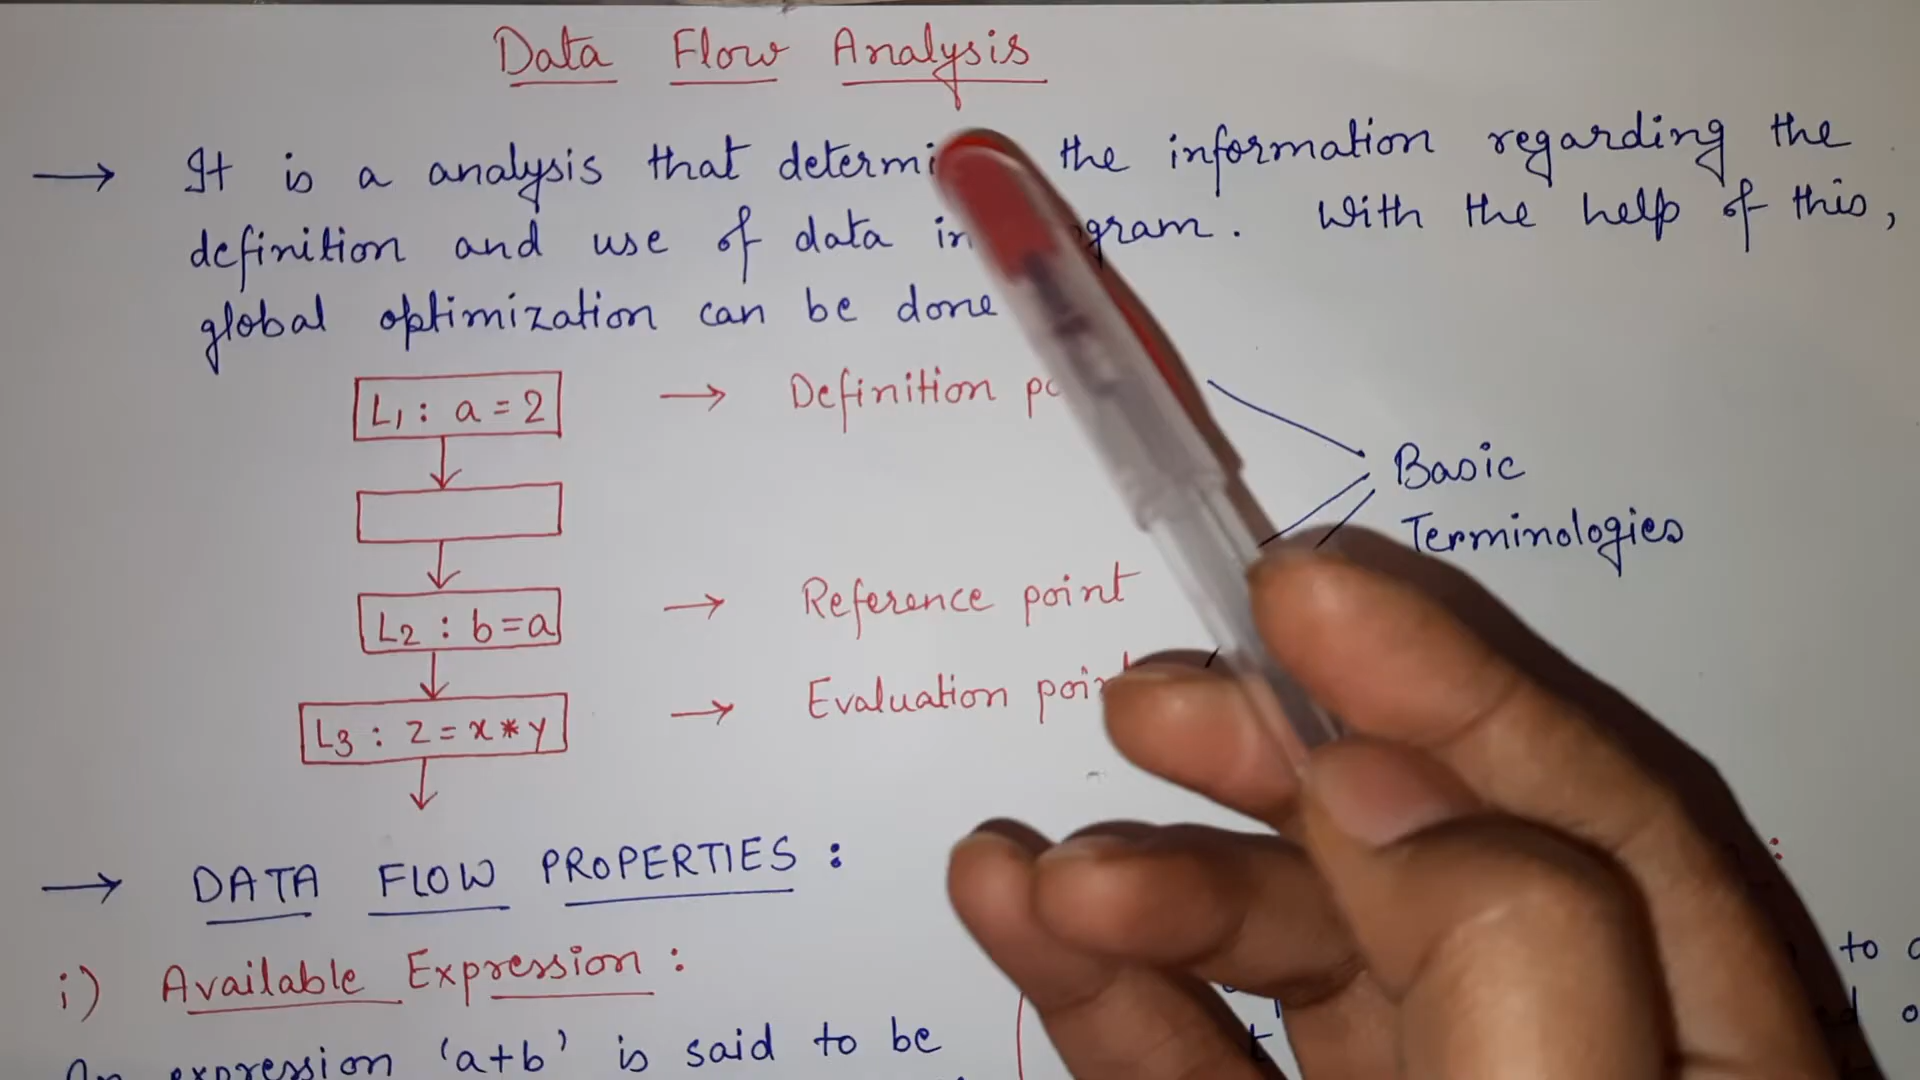 Data Flow Analysis
→ It is a analysis that the information regarding the
definition and use of data in . With the help of this,
global optimization can be done
L1 : a = 2 → Definition
Basic
Terminologies
L2 : b = a → Reference point
L3 : z = x * y → Evaluation
→ DATA FLOW PROPERTIES :
i) Available Expression :
expression 'a+b' is said to be
to